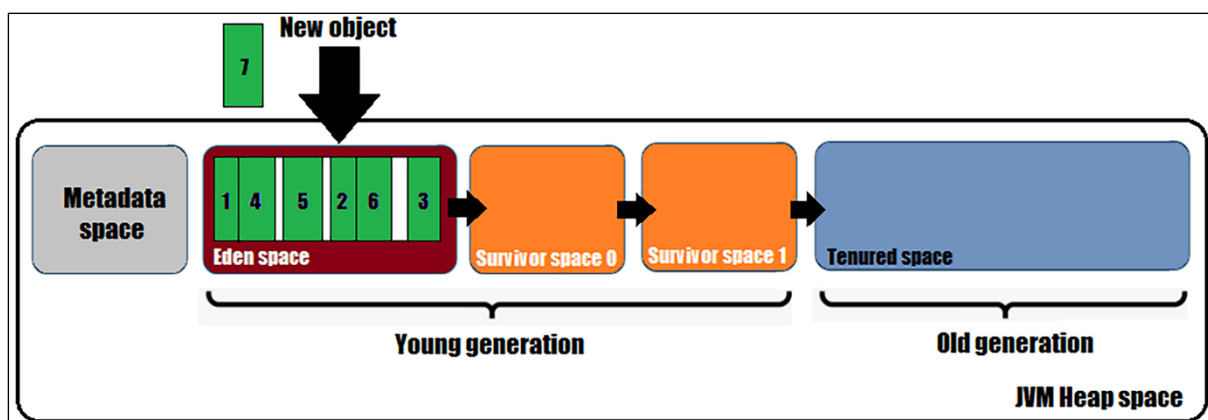 New object
7
Metadata
space
1 4 5 2 6 3
Eden space
Survivor space 0
Survivor space 1
Tenured space
Young generation
Old generation
JVM Heap space